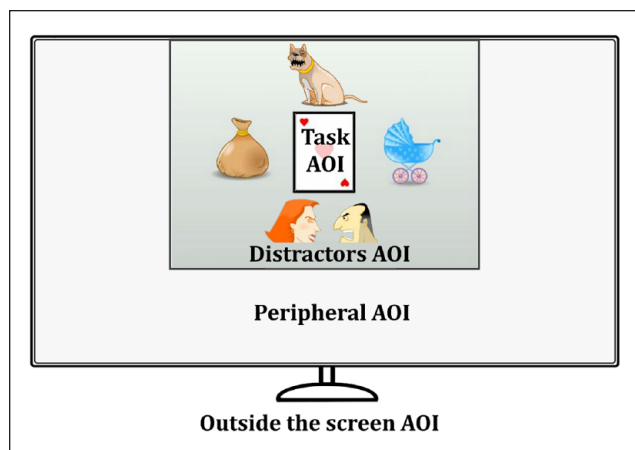 Task
AOI
Distractors AOI
Peripheral AOI
Outside the screen AOI